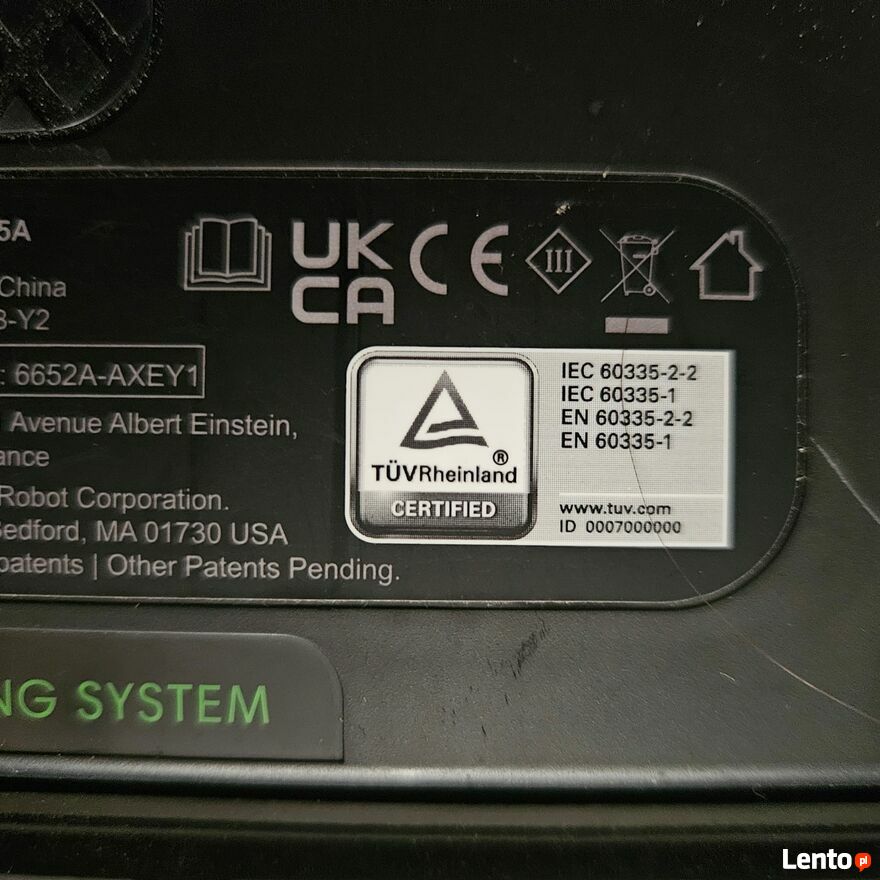 5A
China
3-Y2
: 6652A-AXEY1
Avenue Albert Einstein,
ance
Robot Corporation.
Bedford, MA 01730 USA
patents | Other Patents Pending.
UK
CA
CE
III
TÜVRheinland®
CERTIFIED
IEC 60335-2-2
IEC 60335-1
EN 60335-2-2
EN 60335-1
www.tuv.com
ID 0007000000
NG SYSTEM
Lento pl